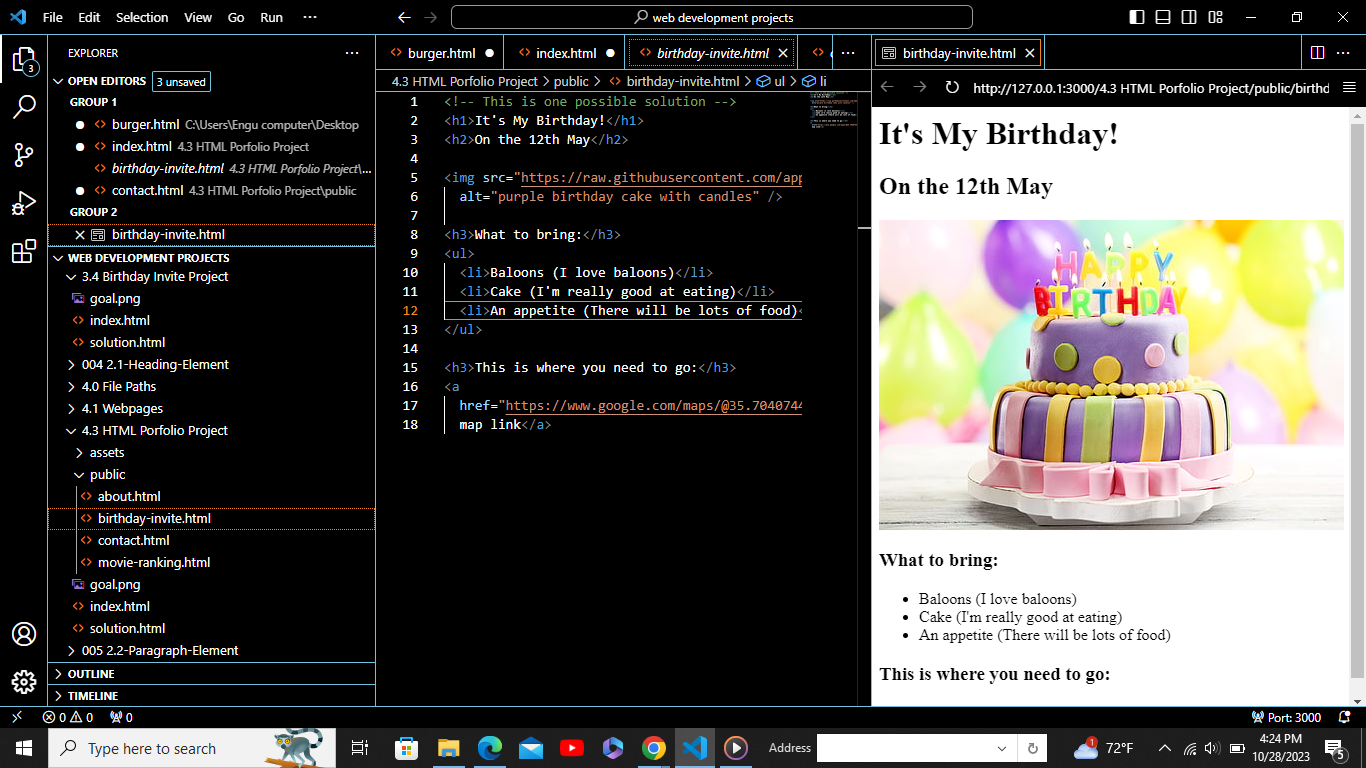 File Edit Selection View Go Run ···
web development projects
EXPLORER
OPEN EDITORS 3 unsaved
GROUP 1
burger.html C:\Users\Engu computer\Desktop
index.html 4.3 HTML Porfolio Project
birthday-invite.html 4.3 HTML Porfolio Project\...
contact.html 4.3 HTML Porfolio Project\public
GROUP 2
birthday-invite.html
WEB DEVELOPMENT PROJECTS
3.4 Birthday Invite Project
goal.png
index.html
solution.html
004 2.1-Heading-Element
4.0 File Paths
4.1 Webpages
4.3 HTML Porfolio Project
assets
public
about.html
birthday-invite.html
contact.html
movie-ranking.html
goal.png
index.html
solution.html
005 2.2-Paragraph-Element
OUTLINE
TIMELINE
3
burger.html index.html birthday-invite.html
4.3 HTML Porfolio Project > public > birthday-invite.html > ul > li
1 <!-- This is one possible solution -->
2 <h1>It's My Birthday!</h1>
3 <h2>On the 12th May</h2>
4
5 <img src="https://raw.githubusercontent.com/app
6 alt="purple birthday cake with candles" />
7
8 <h3>What to bring:</h3>
9 <ul>
10 <li>Baloons (I love baloons)</li>
11 <li>Cake (I'm really good at eating)</li>
12 <li>An appetite (There will be lots of food)<
13 </ul>
14
15 <h3>This is where you need to go:</h3>
16 <a
17 href="https://www.google.com/maps/@35.7040744
18 map link</a>
birthday-invite.html
http://127.0.0.1:3000/4.3 HTML Porfolio Project/public/birthd
It's My Birthday!
On the 12th May
HAPPY
BIRTHDAY
What to bring:
• Baloons (I love baloons)
• Cake (I'm really good at eating)
• An appetite (There will be lots of food)
This is where you need to go:
0 0 0 Port: 3000
Type here to search
Address
1 72°F
4:24 PM
10/28/2023
5